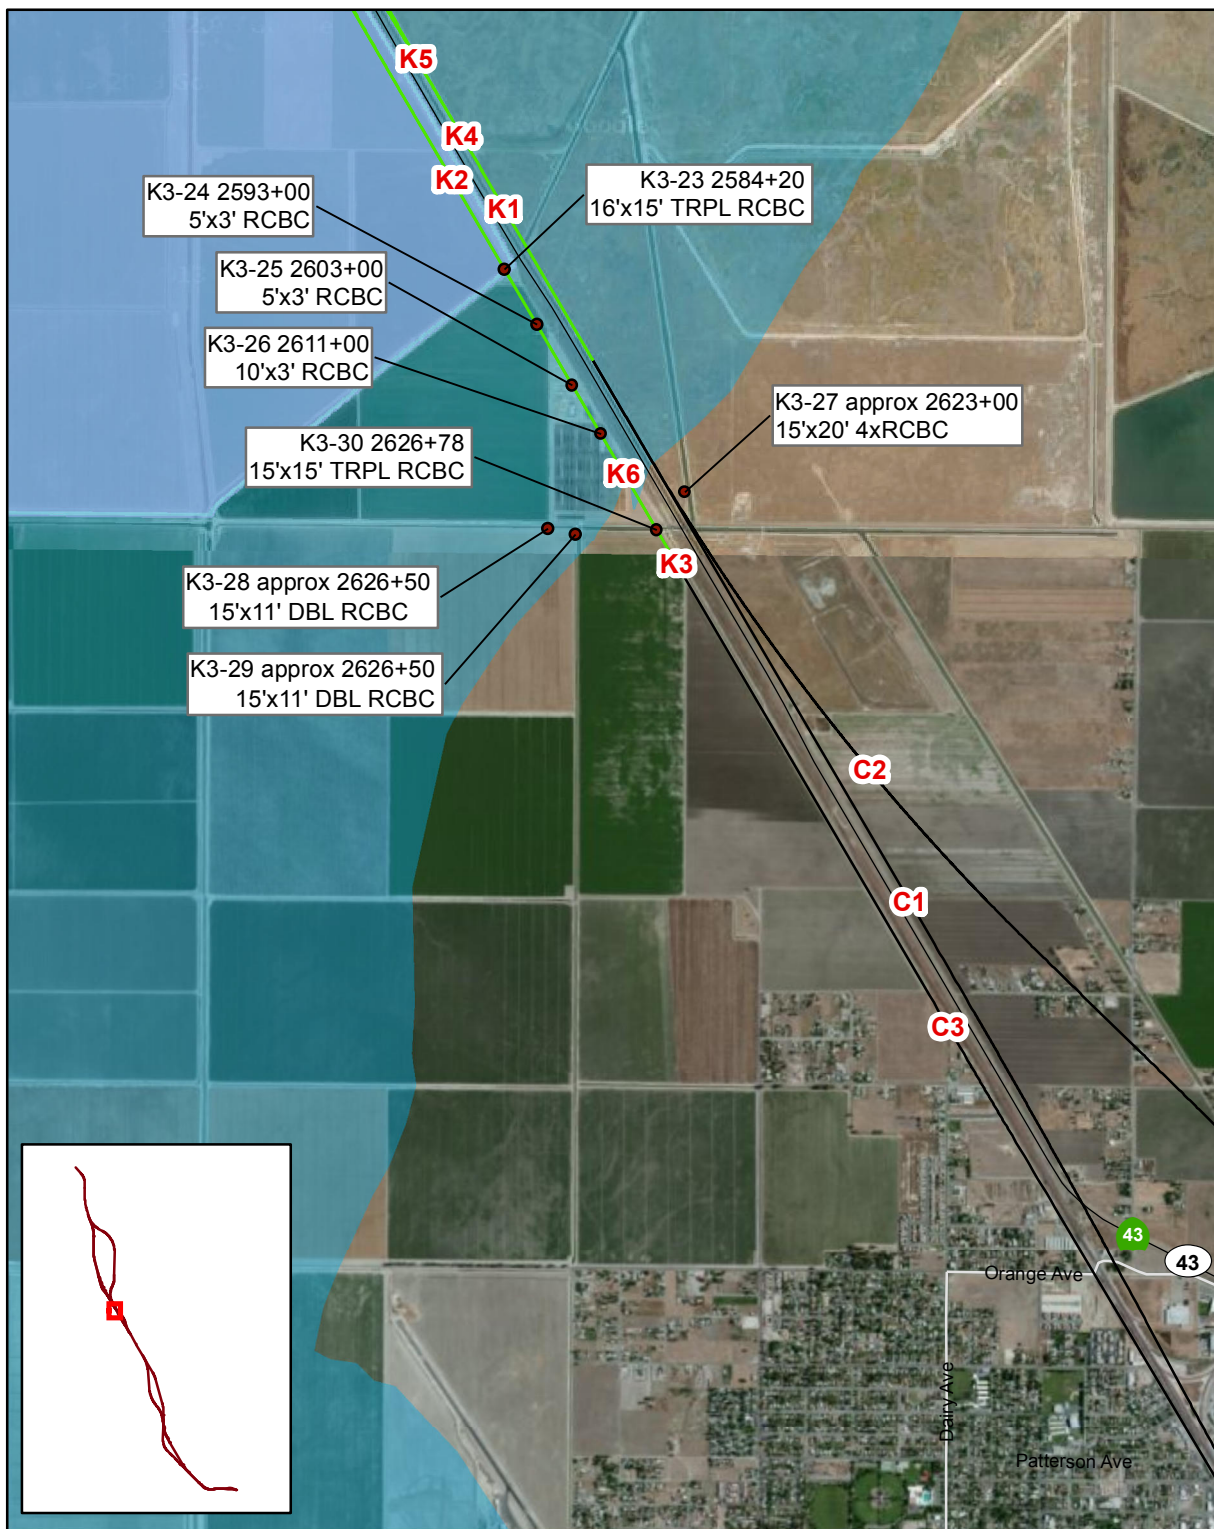 K5
K4
K2
K1
K3-23 2584+20
16'x15' TRPL RCBC
K3-24 2593+00
5'x3' RCBC
K3-25 2603+00
5'x3' RCBC
K3-26 2611+00
10'x3' RCBC
K3-27 approx 2623+00
15'x20' 4xRCBC
K3-30 2626+78
15'x15' TRPL RCBC
K6
K3
K3-28 approx 2626+50
15'x11' DBL RCBC
K3-29 approx 2626+50
15'x11' DBL RCBC
C2
C1
C3
43
43
Orange Ave
Dairy Ave
Patterson Ave